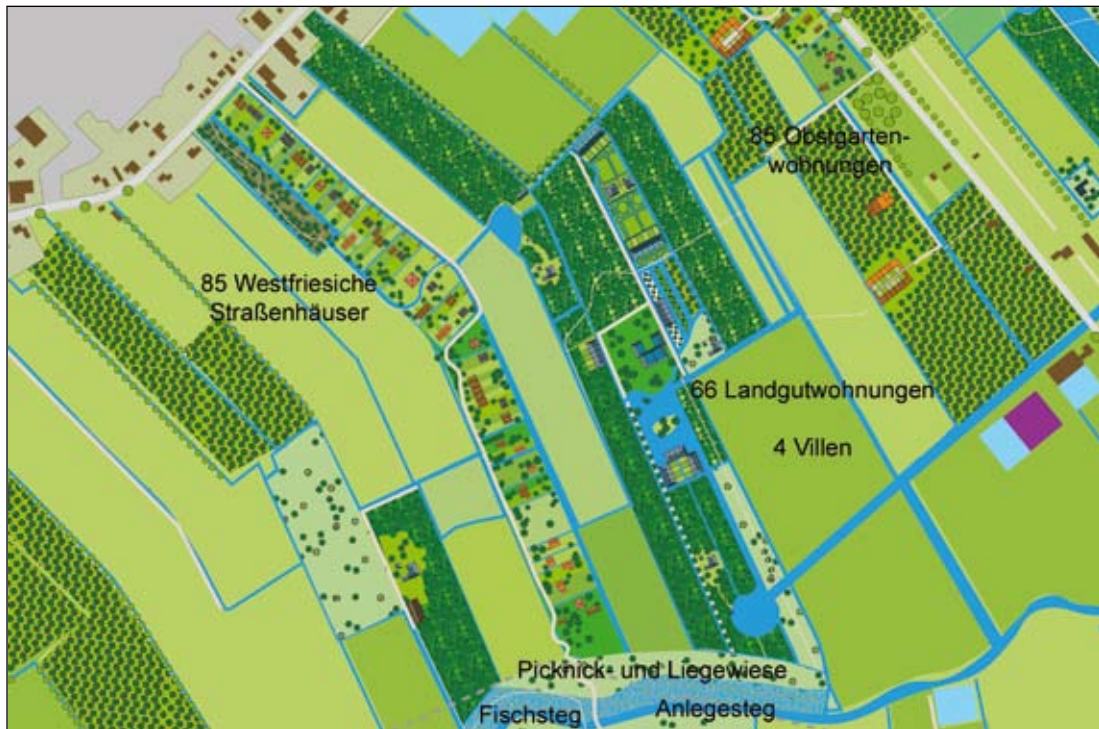 85 Obstgarten-
wohnungen
85 Westfriesiche
Straßenhäuser
66 Landgutwohnungen
4 Villen
Picknick- und Liegewiese
Fischsteg
Anlegesteg